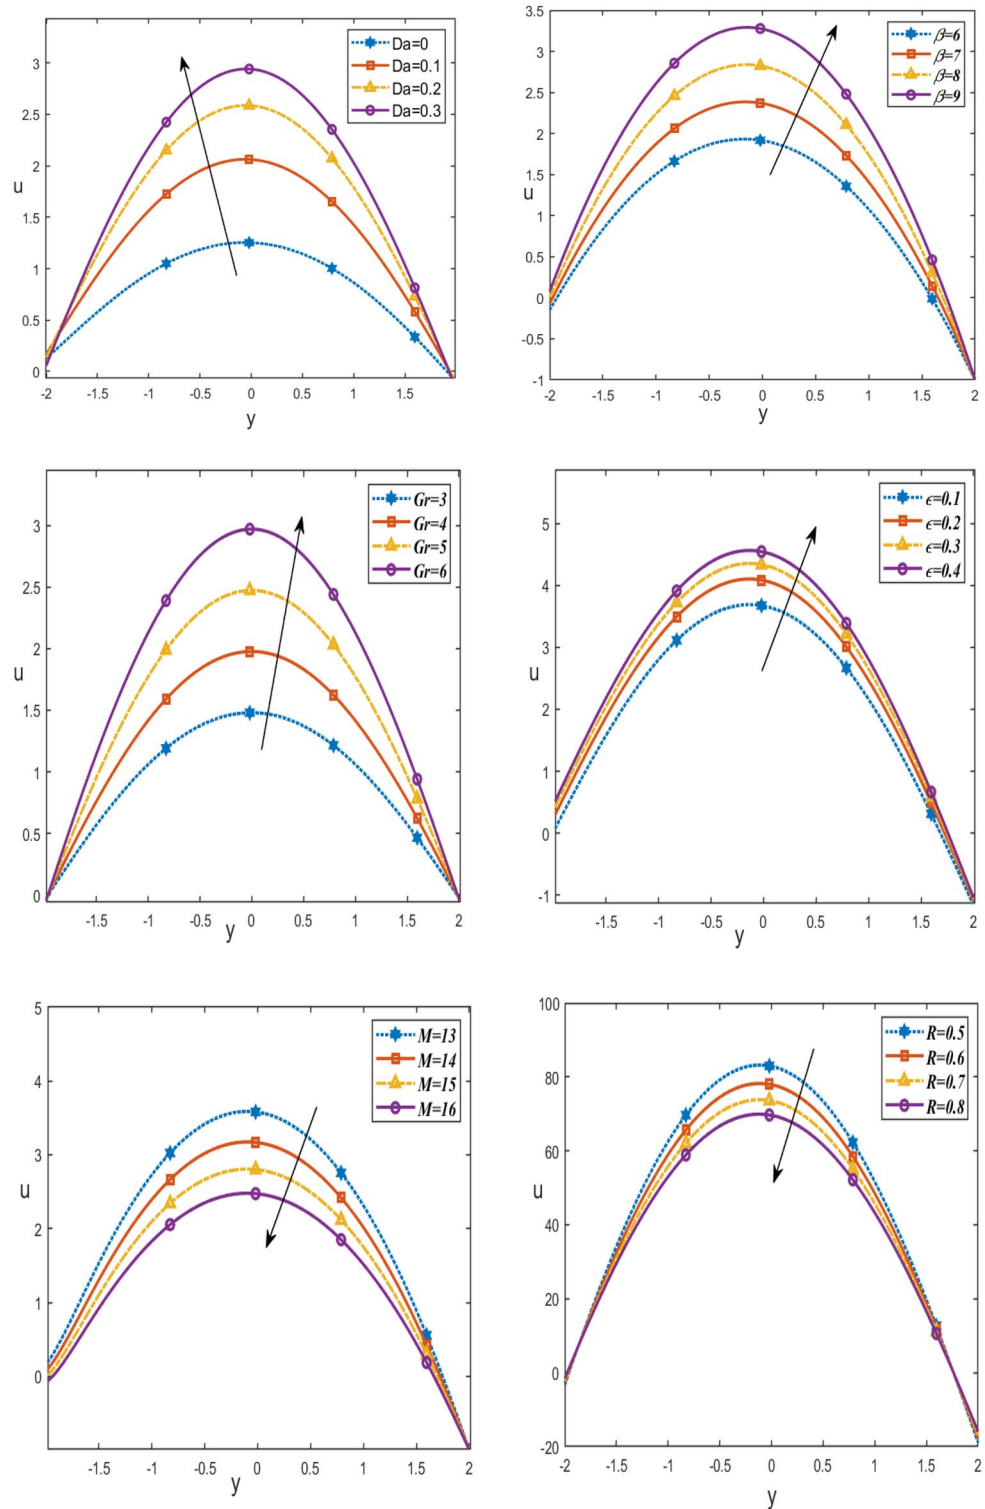 Da=0
Da=0.1
Da=0.2
Da=0.3
3
2.5
2
1.5
1
0.5
0
u
-2 -1.5 -1 -0.5 0 0.5 1 1.5 2
y
β=6
β=7
β=8
β=9
3.5
3
2.5
2
1.5
1
0.5
0
-0.5
-1
u
-2 -1.5 -1 -0.5 0 0.5 1 1.5 2
y
Gr=3
Gr=4
Gr=5
Gr=6
3
2.5
2
1.5
1
0.5
0
u
-1.5 -1 -0.5 0 0.5 1 1.5 2
y
ϵ=0.1
ϵ=0.2
ϵ=0.3
ϵ=0.4
5
4
3
2
1
0
-1
u
-1.5 -1 -0.5 0 0.5 1 1.5 2
y
M=13
M=14
M=15
M=16
5
4
3
2
1
0
u
-1.5 -1 -0.5 0 0.5 1 1.5 2
y
R=0.5
R=0.6
R=0.7
R=0.8
100
80
60
40
20
0
-20
u
-2 -1.5 -1 -0.5 0 0.5 1 1.5 2
y